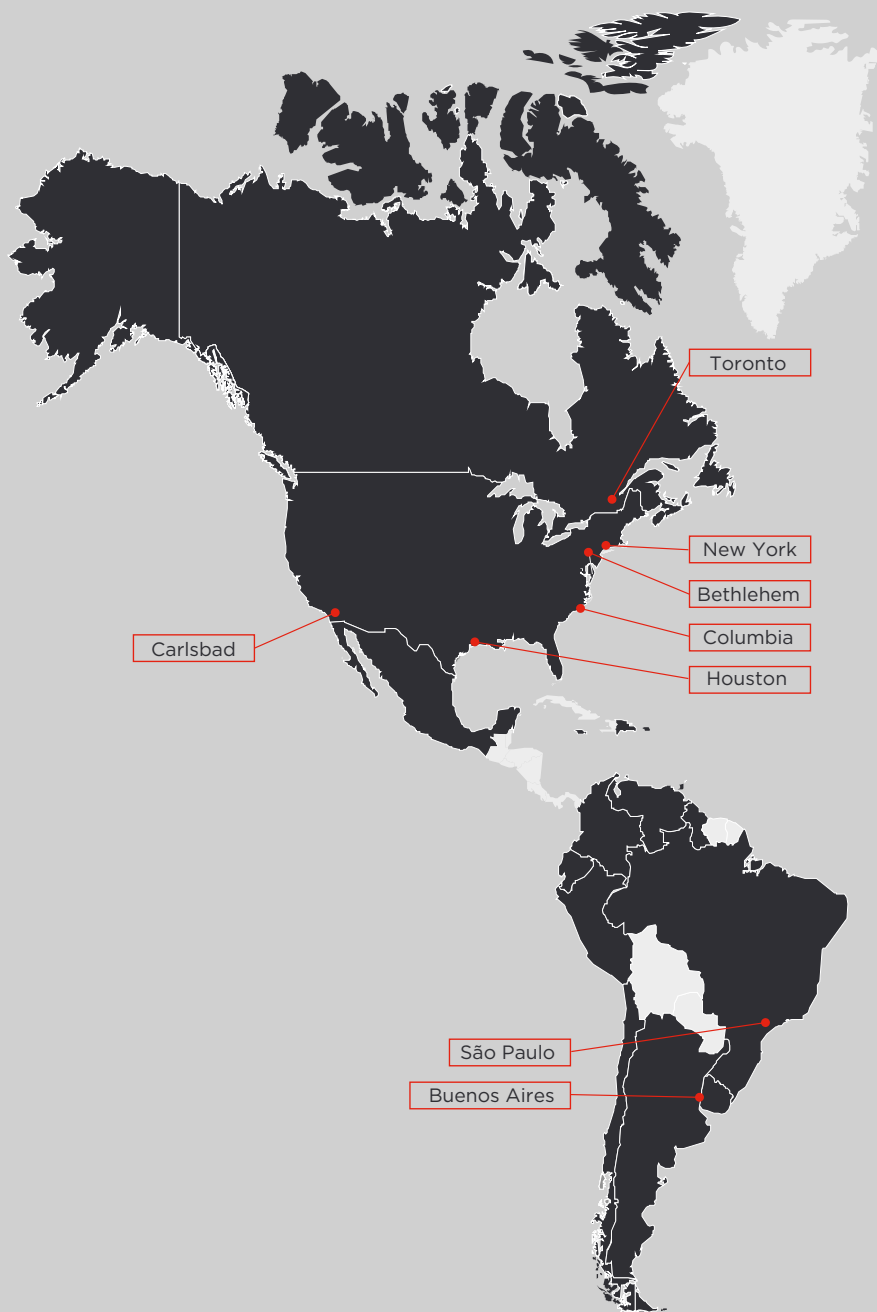 Toronto
New York
Bethlehem
Columbia
Carlsbad
Houston
São Paulo
Buenos Aires